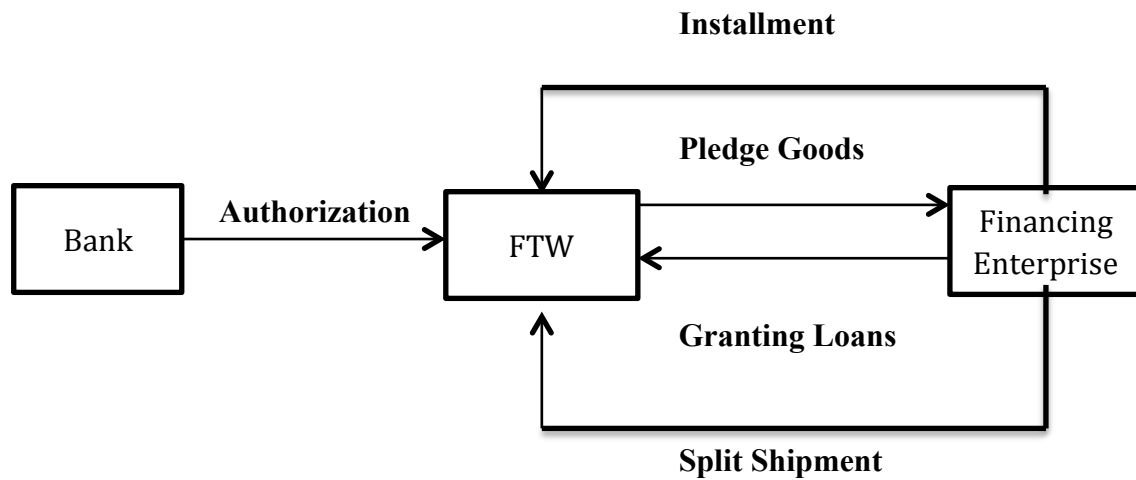 Installment
Pledge Goods
Authorization
Bank
FTW
Financing
Enterprise
Granting Loans
Split Shipment